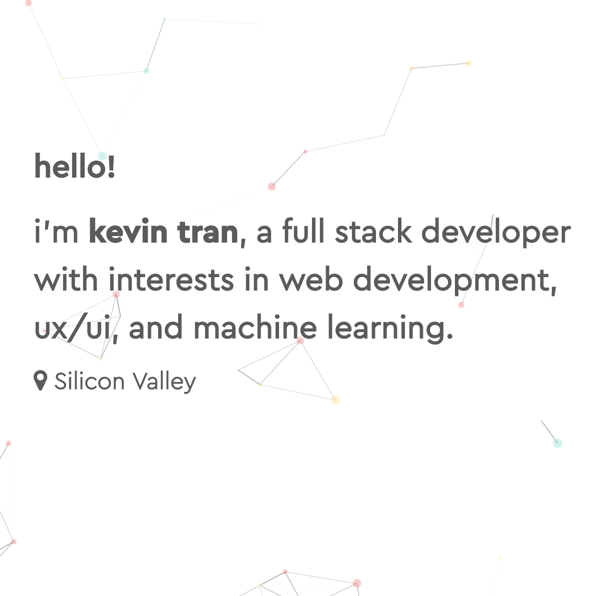 hello!
i'm kevin tran, a full stack developer
with interests in web development,
ux/ui, and machine learning.
Silicon Valley